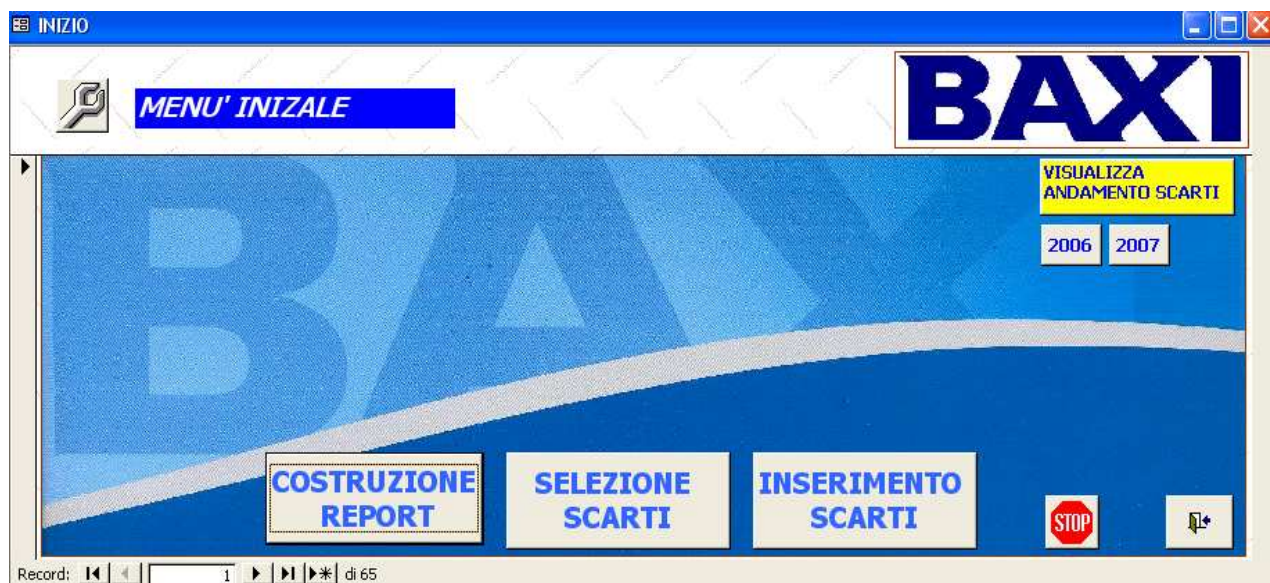 INIZIO
MENU' INIZALE
BAXI
VISUALIZZA
ANDAMENTO SCARTI
2006 2007
BAX
COSTRUZIONE
REPORT
SELEZIONE
SCARTI
INSERIMENTO
SCARTI
STOP
Record: 1 di 65